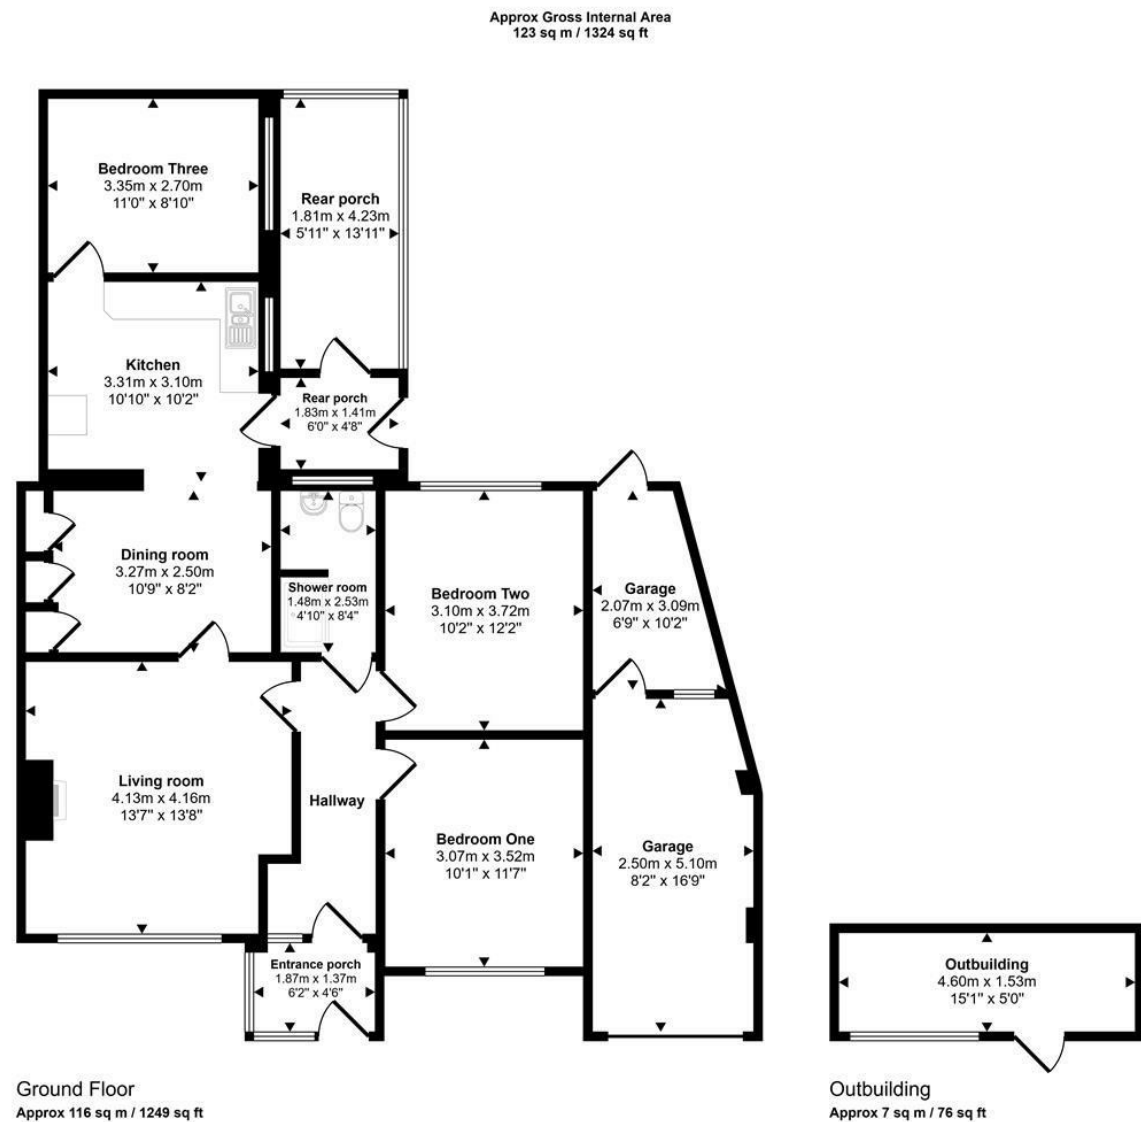 Approx Gross Internal Area
123 sq m / 1324 sq ft
Bedroom Three
3.35m x 2.70m
11'0" x 8'10"
Rear porch
1.81m x 4.23m
5'11" x 13'11"
Kitchen
3.31m x 3.10m
10'10" x 10'2"
Rear porch
1.83m x 1.41m
6'0" x 4'8"
Dining room
3.27m x 2.50m
10'9" x 8'2"
Shower room
1.48m x 2.53m
4'10" x 8'4"
Bedroom Two
3.10m x 3.72m
10'2" x 12'2"
Garage
2.07m x 3.09m
6'9" x 10'2"
Living room
4.13m x 4.16m
13'7" x 13'8"
Hallway
Bedroom One
3.07m x 3.52m
10'1" x 11'7"
Garage
2.50m x 5.10m
8'2" x 16'9"
Entrance porch
1.87m x 1.37m
6'2" x 4'6"
Outbuilding
4.60m x 1.53m
15'1" x 5'0"
Ground Floor
Approx 116 sq m / 1249 sq ft
Outbuilding
Approx 7 sq m / 76 sq ft